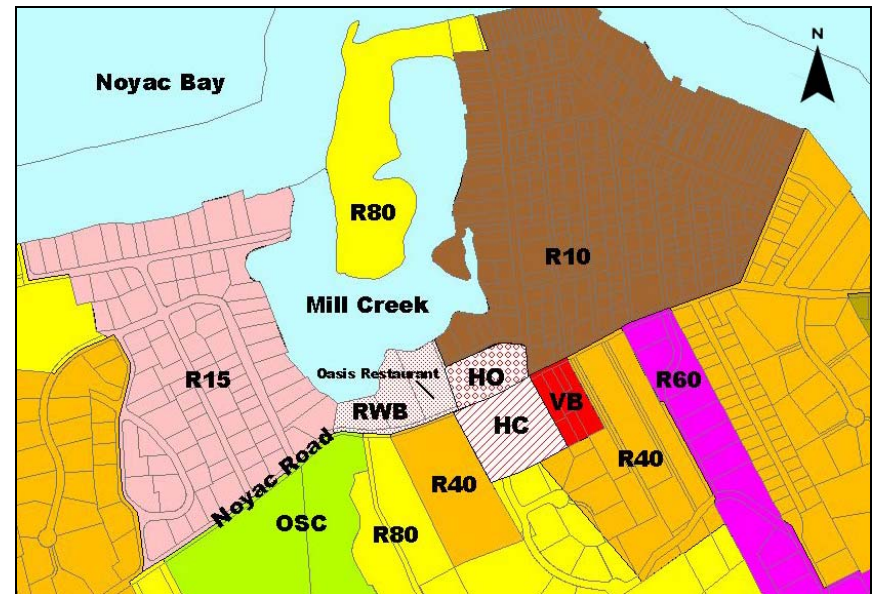 N
Noyac Bay
R80
R10
Mill Creek
Oasis Restaurant
R15
HO
R60
RWB
VB
HC
R40
R40
Noyac Road
OSC
R80